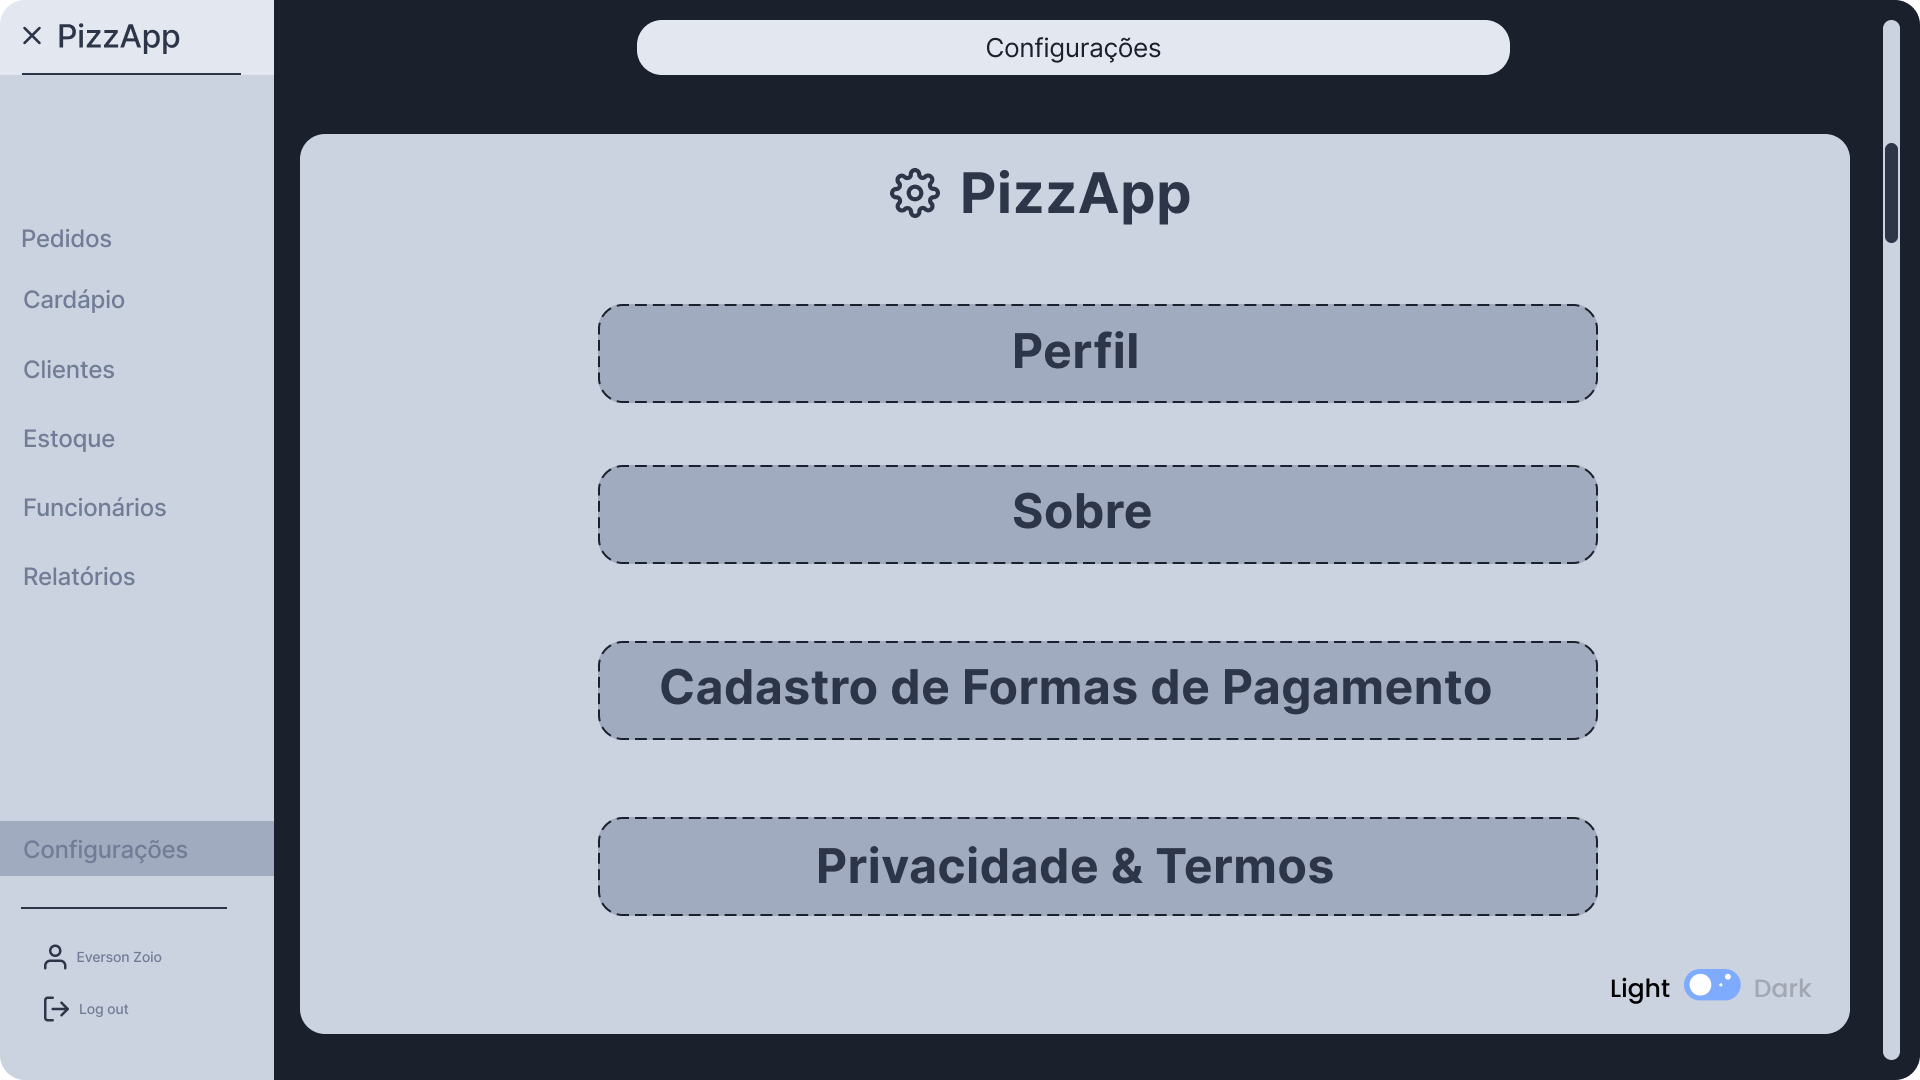 PizzApp
Pedidos
Cardápio
Clientes
Estoque
Funcionários
Relatórios
Configurações
Everson Zoio
Log out
Configurações
PizzApp
Perfil
Sobre
Cadastro de Formas de Pagamento
Privacidade & Termos
Light Dark